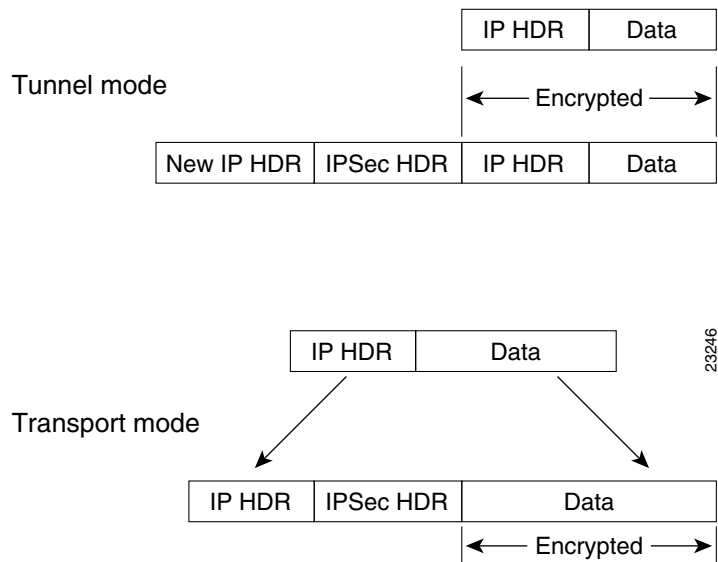 IP HDR Data
Tunnel mode
Encrypted
New IP HDR IPSec HDR IP HDR Data
IP HDR Data
23246
Transport mode
IP HDR IPSec HDR Data
Encrypted